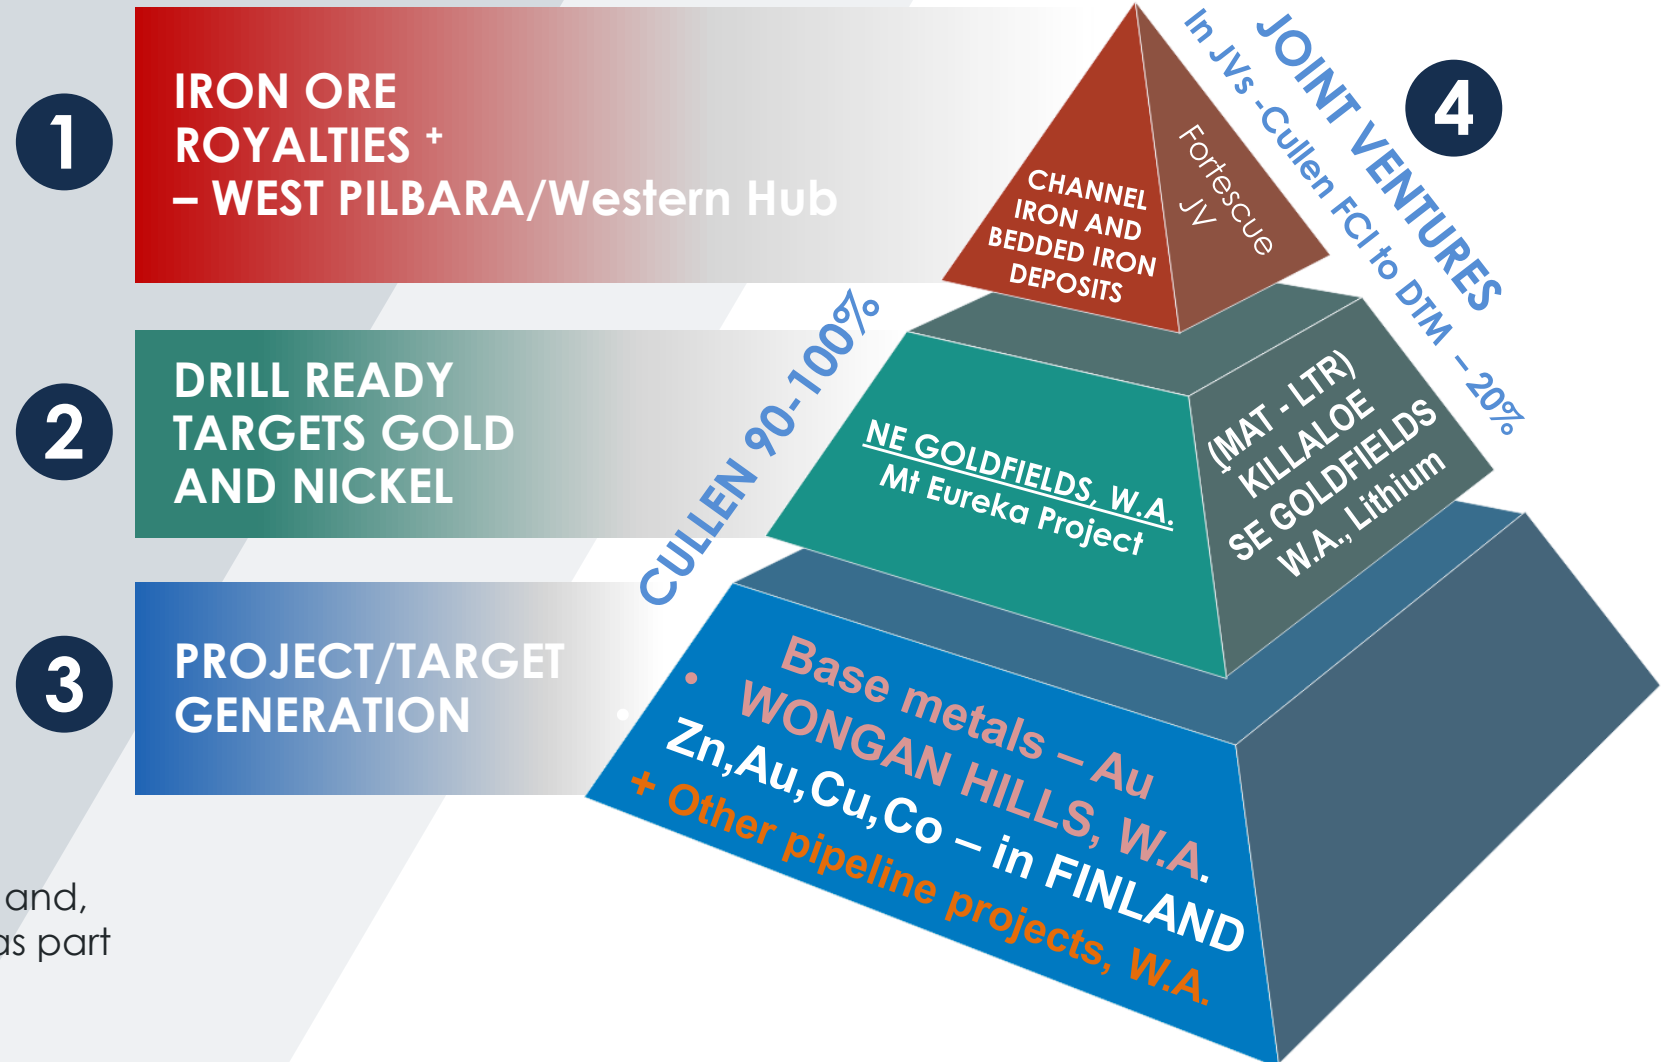 1
IRON ORE
ROYALTIES +
– WEST PILBARA/Western Hub
2
DRILL READY
TARGETS GOLD
AND NICKEL
3
PROJECT/TARGET
GENERATION
and,
as part
CULLEN 90-100%
CHANNEL
IRON AND
BEDDED IRON
DEPOSITS
Fortescue
JV
JOINT VENTURES
In JVs -Cullen FCI to DTM – 20%
4
NE GOLDFIELDS, W.A.
Mt Eureka Project
(MAT - LTR)
KILLALOE
SE GOLDFIELDS
W.A., Lithium
Base metals – Au
• WONGAN HILLS, W.A.
• Zn,Au,Cu,Co – in FINLAND
+ Other pipeline projects, W.A.